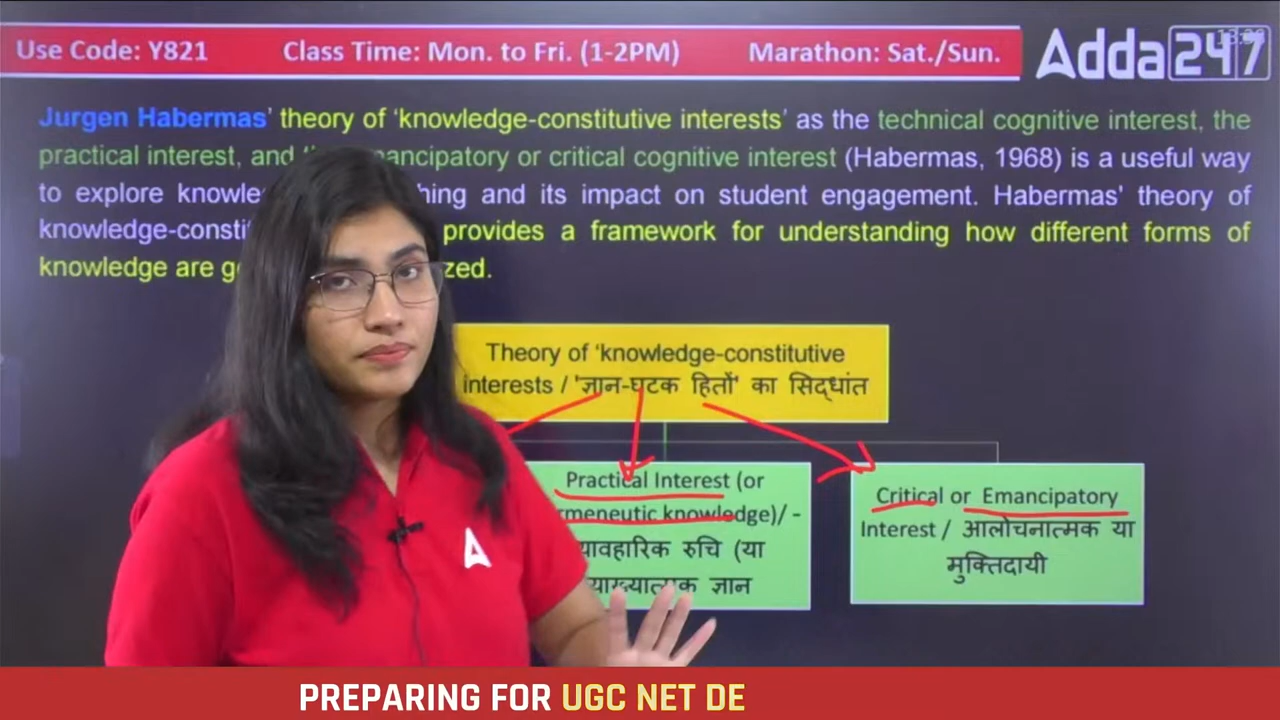 Use Code: Y821 Class Time: Mon. to Fri. (1-2PM) Marathon: Sat./Sun.
Adda247
Jurgen Habermas' theory of 'knowledge-constitutive interests' as the technical cognitive interest, the
practical interest, and emancipatory or critical cognitive interest (Habermas, 1968) is a useful way
to explore and its impact on student engagement. Habermas' theory of
provides a framework for understanding how different forms of
knowledge are
Theory of 'knowledge-constitutive
interests / 'ज्ञान-घटक हितों' का सिद्धांत
Practical Interest (or
knowledge)/ -
रुचि (या
ज्ञान
Critical or Emancipatory
Interest / आलोचनात्मक या
मुक्तिदायी
PREPARING FOR UGC NET DE